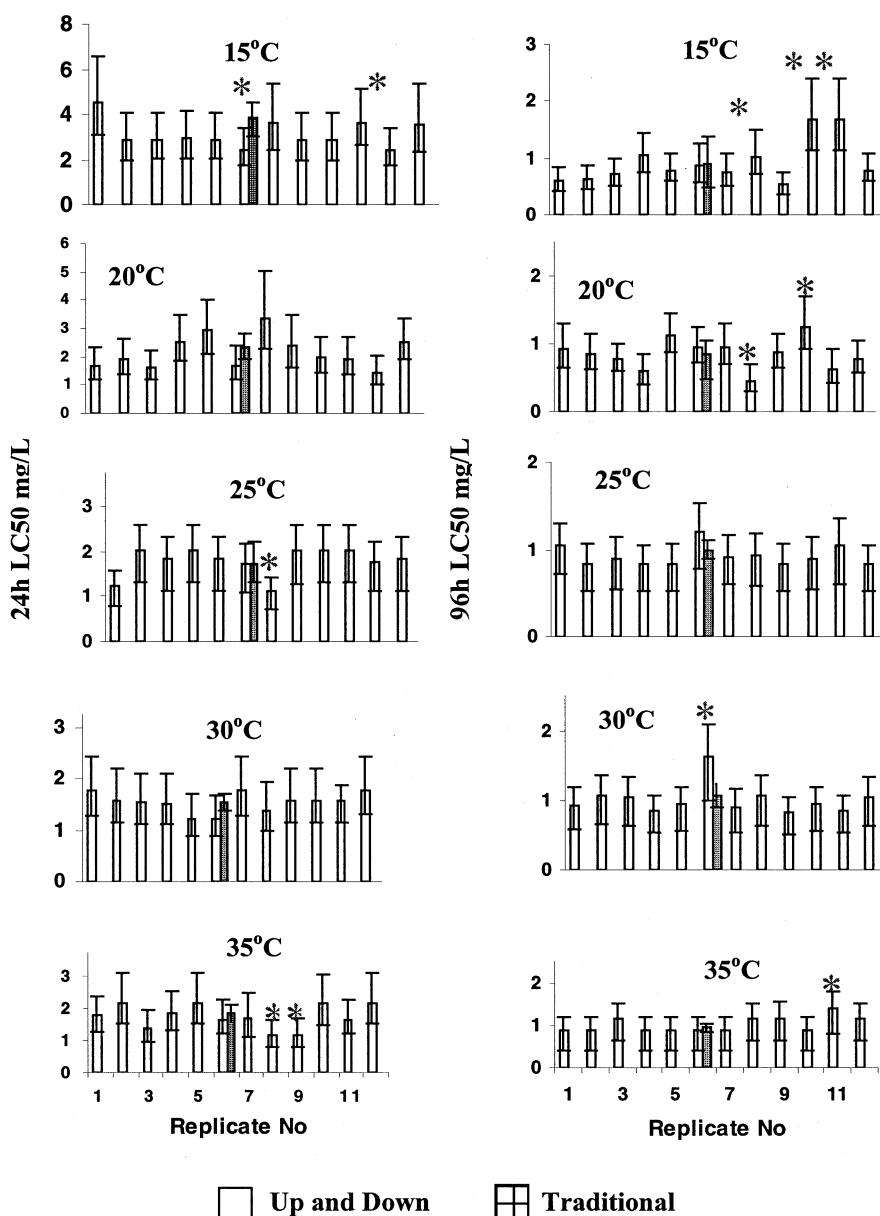 8
6
4
2
0
15°C
*
*
3
2
1
0
15°C
*
*
*
6
5
4
3
2
1
0
20°C
2
1
0
20°C
*
*
24h LC50 mg/L
3
2
1
0
25°C
*
96h LC50 mg/L
2
1
0
25°C
3
2
1
0
30°C
2
1
0
30°C
*
3
2
1
0
35°C
*
*
1 3 5 7 9 11
Replicate No
2
1
0
35°C
*
1 3 5 7 9 11
Replicate No
Up and Down
Traditional